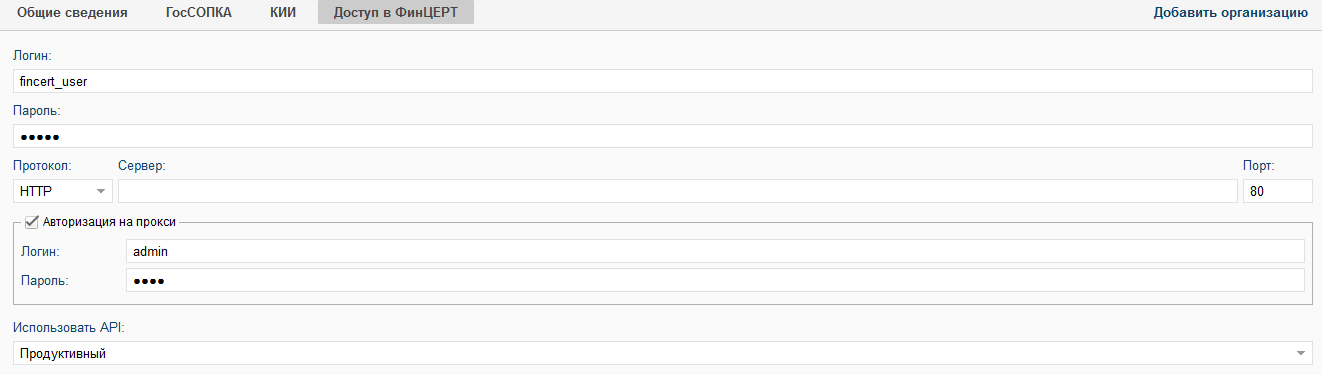 Общие сведения ГосСОПКА КИИ Доступ в ФинЦЕРТ Добавить организацию
Логин:
fincert_user
Пароль:
●●●●●
Протокол: Сервер: Порт:
HTTP 80
Авторизация на прокси
Логин: admin
Пароль: ●●●●
Использовать API:
Продуктивный